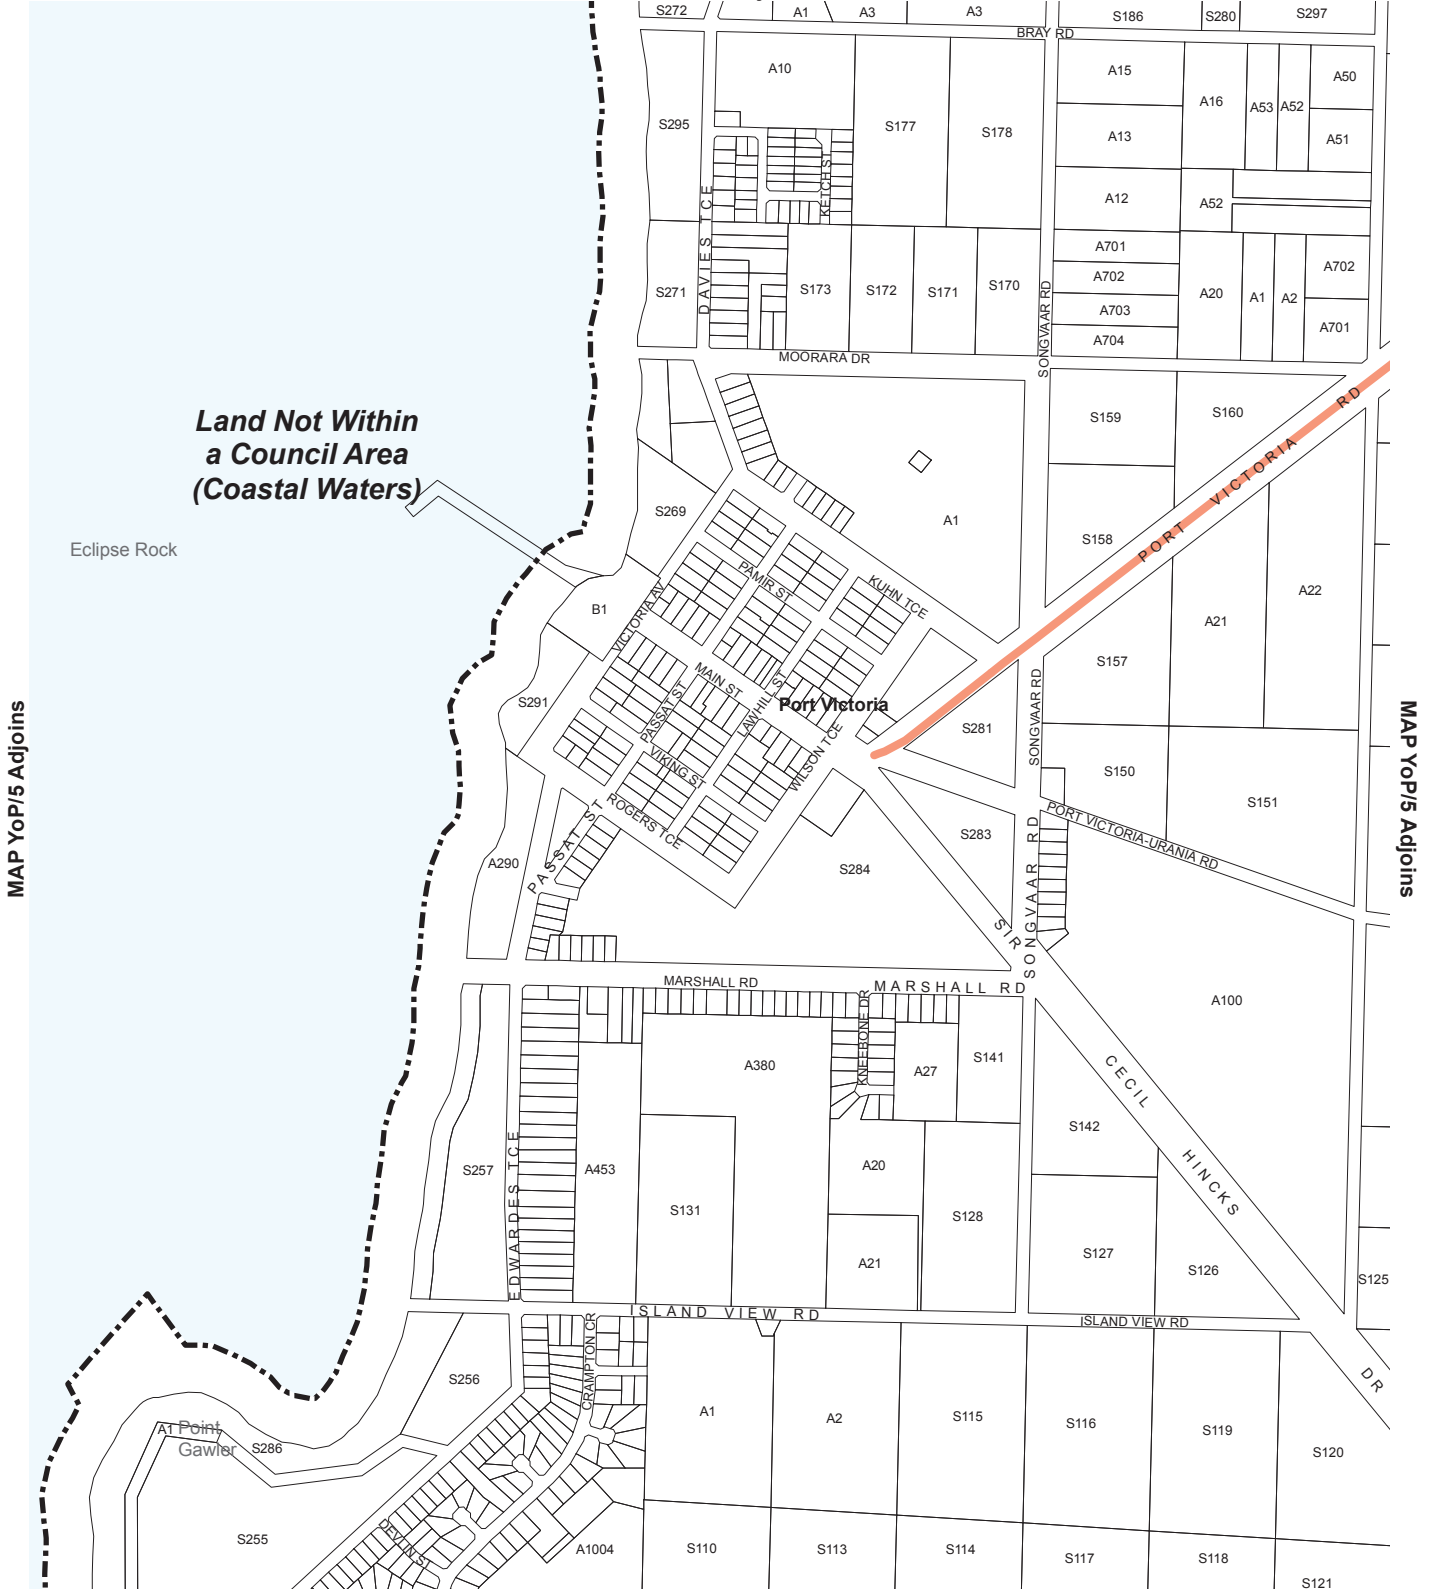 S272
A1
A3
A3
S186
S280
S297
BRAY RD
A10
A15
A50
A16
A53
A52
S295
S177
S178
A13
A51
KETCH S
A12
A52
DAVIES TCE
A701
A702
A702
S271
S173
S172
S171
S170
A20
A1
A2
A703
A701
A704
SONGVAAR RD
MOORARA DR
RD
Land Not Within
a Council Area
(Coastal Waters)
S159
S160
VICTORIA
S269
A1
S158
PORT
Eclipse Rock
PAMIR ST
KUHN TCE
A22
B1
VICTORIA AV
A21
S157
MAIN ST
S291
PASSAT ST
LAWHILL ST
Port Victoria
SONGVAAR RD
S281
WILSON TCE
VIKING ST
S150
S151
MAP YoP/5 Adjoins
MAP YoP/5 Adjoins
ROGERS TCE
PORT VICTORIA-URANIA RD
S283
PASSAT ST
A290
S284
SONGVAAR RD
SIR
MARSHALL RD
MARSHALL RD
A100
KNEEBONE DR
A380
A27
S141
CECIL
S142
EDWARDES TCE
S257
A453
A20
HINCKS
S131
S128
S127
A21
S126
S125
ISLAND VIEW RD
ISLAND VIEW RD
CRAMPTON CR
S256
DR
A1
A2
S115
S116
S119
A1
Point
Gawler
S286
S120
S255
DEVLIN ST
A1004
S110
S113
S114
S117
S118
S121